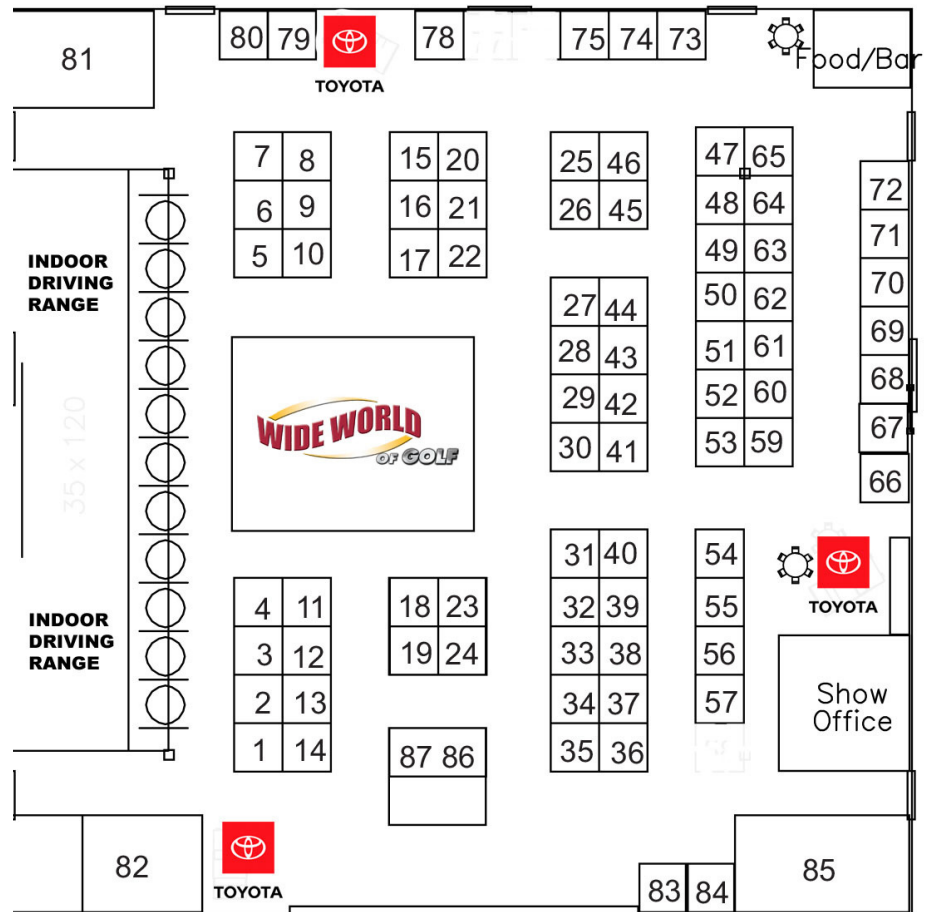 80 79 78 75 74 73
81
Food/Bar
TOYOTA
7 8 15 20 25 46 47 65
72
6 9 16 21 26 45 48 64
71
5 10 17 22 49 63
INDOOR
DRIVING
RANGE
70
27 44 50 62
69
28 43 51 61
68
29 42 52 60
35 x 120
WIDE WORLD
OF GOLF
67
30 41 53 59
66
31 40 54
TOYOTA
4 11 18 23 32 39 55
INDOOR
DRIVING
RANGE
3 12 19 24 33 38 56
2 13 34 37 57
Show
Office
1 14 87 86 35 36
82
TOYOTA
83 84 85